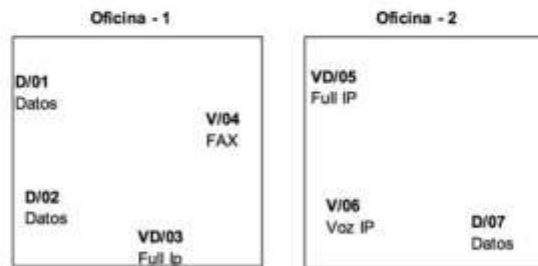 Oficina - 1
D/01
Datos
V/04
FAX
D/02
Datos
VD/03
Full Ip
Oficina - 2
VD/05
Full IP
V/06
Voz IP
D/07
Datos